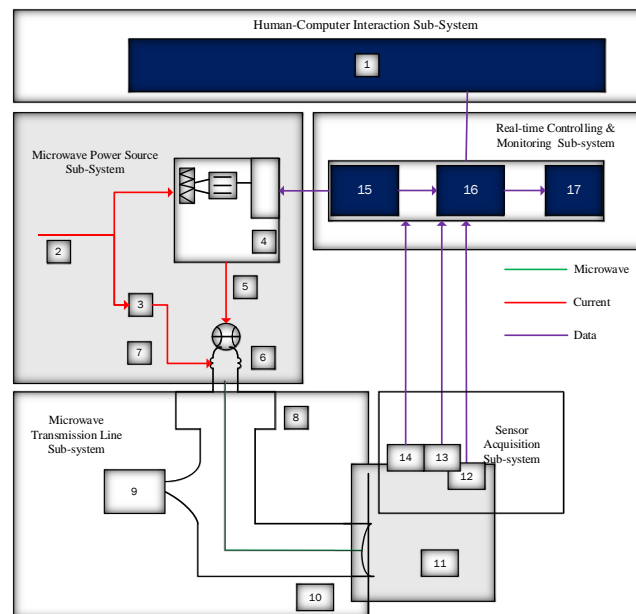 Human-Computer Interaction Sub-System
1
Microwave Power Source
Sub-System
Real-time Controlling &
Monitoring Sub-system
15
16
17
2
4
3
5
7
6
Microwave
Current
Data
Microwave
Transmission Line
Sub-system
8
Sensor
Acquisition
Sub-system
14
13
12
9
11
10